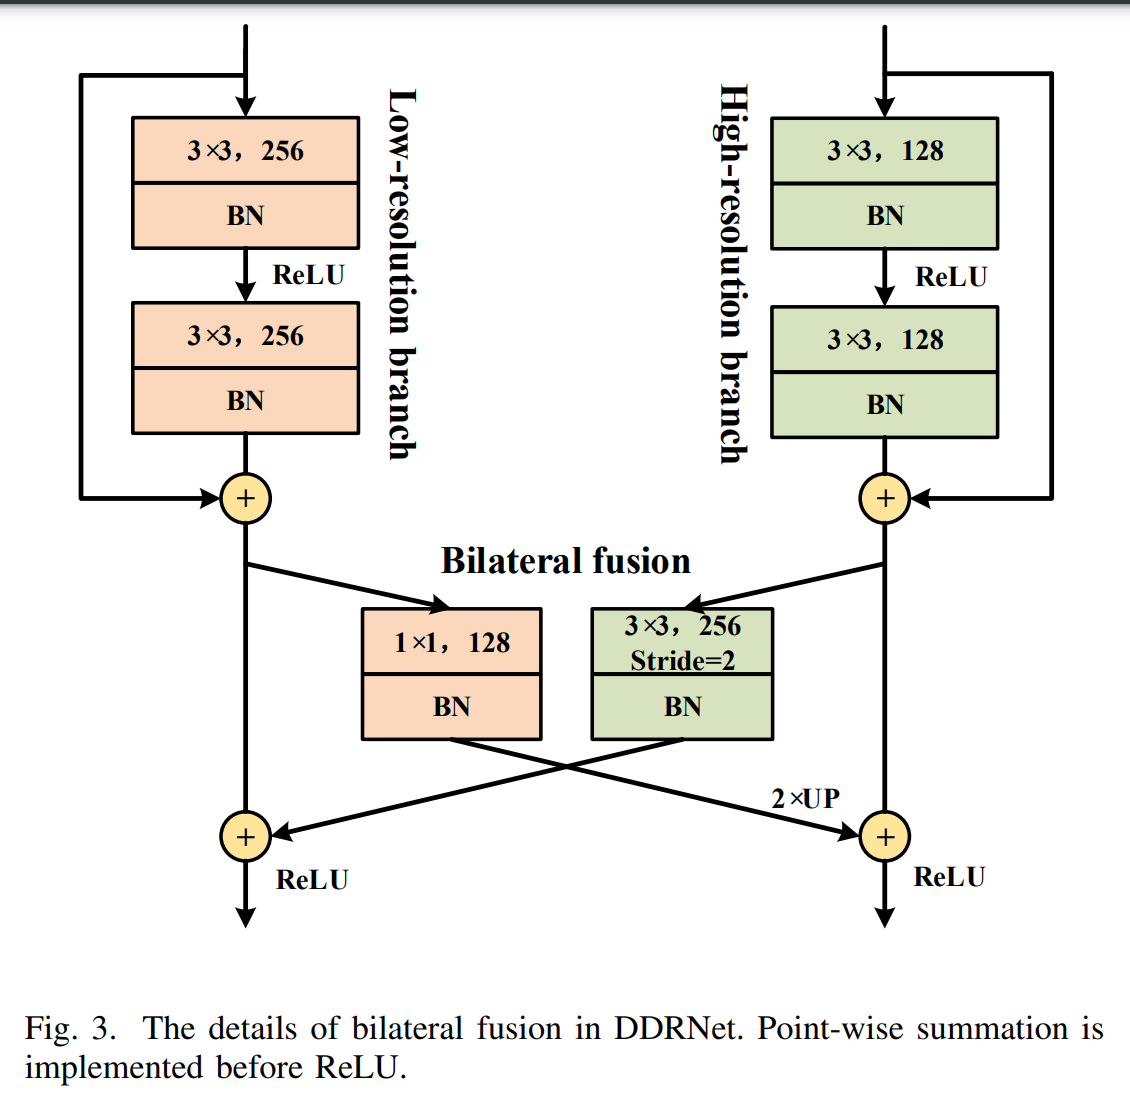 Low-resolution branch
High-resolution branch
3×3, 256
BN
ReLU
3×3, 256
BN
+
3×3, 128
BN
ReLU
3×3, 128
BN
+
Bilateral fusion
1×1, 128
BN
3×3, 256
Stride=2
BN
2×UP
+
ReLU
+
ReLU
Fig. 3. The details of bilateral fusion in DDRNet. Point-wise summation is
implemented before ReLU.